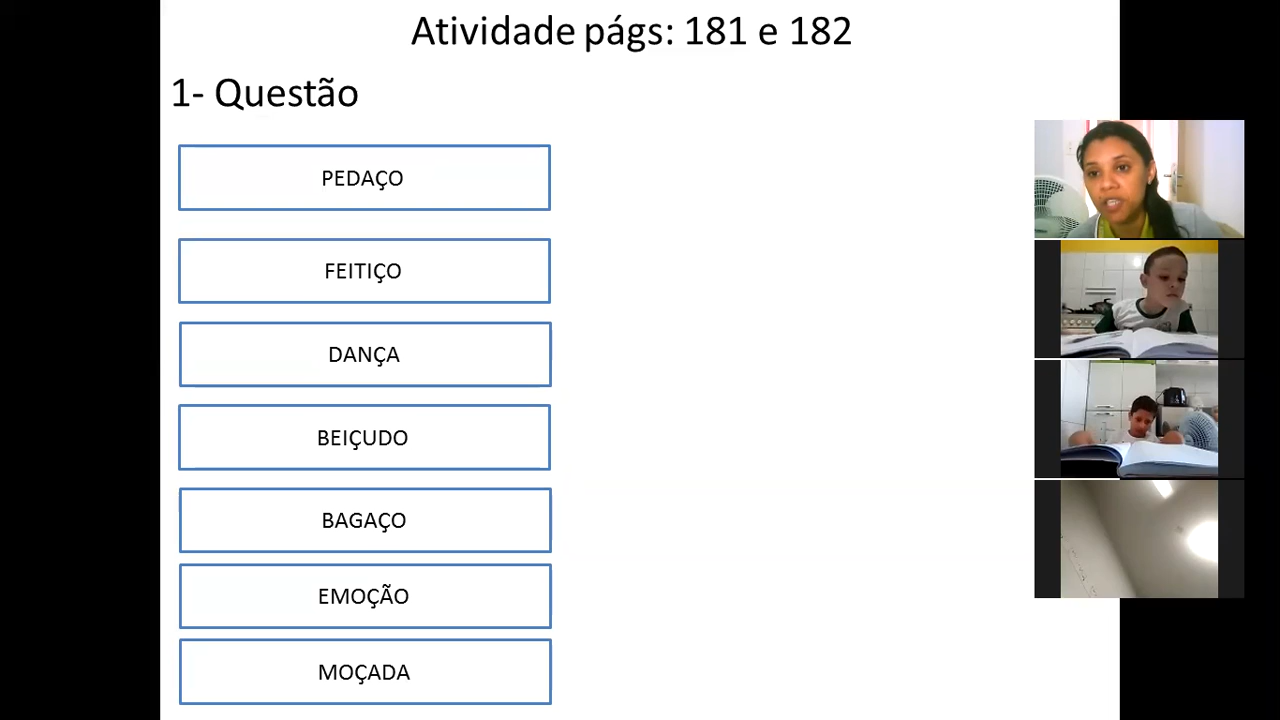 Atividade págs: 181 e 182
1- Questão
PEDAÇO
FEITIÇO
DANÇA
BEIÇUDO
BAGAÇO
EMOÇÃO
MOÇADA